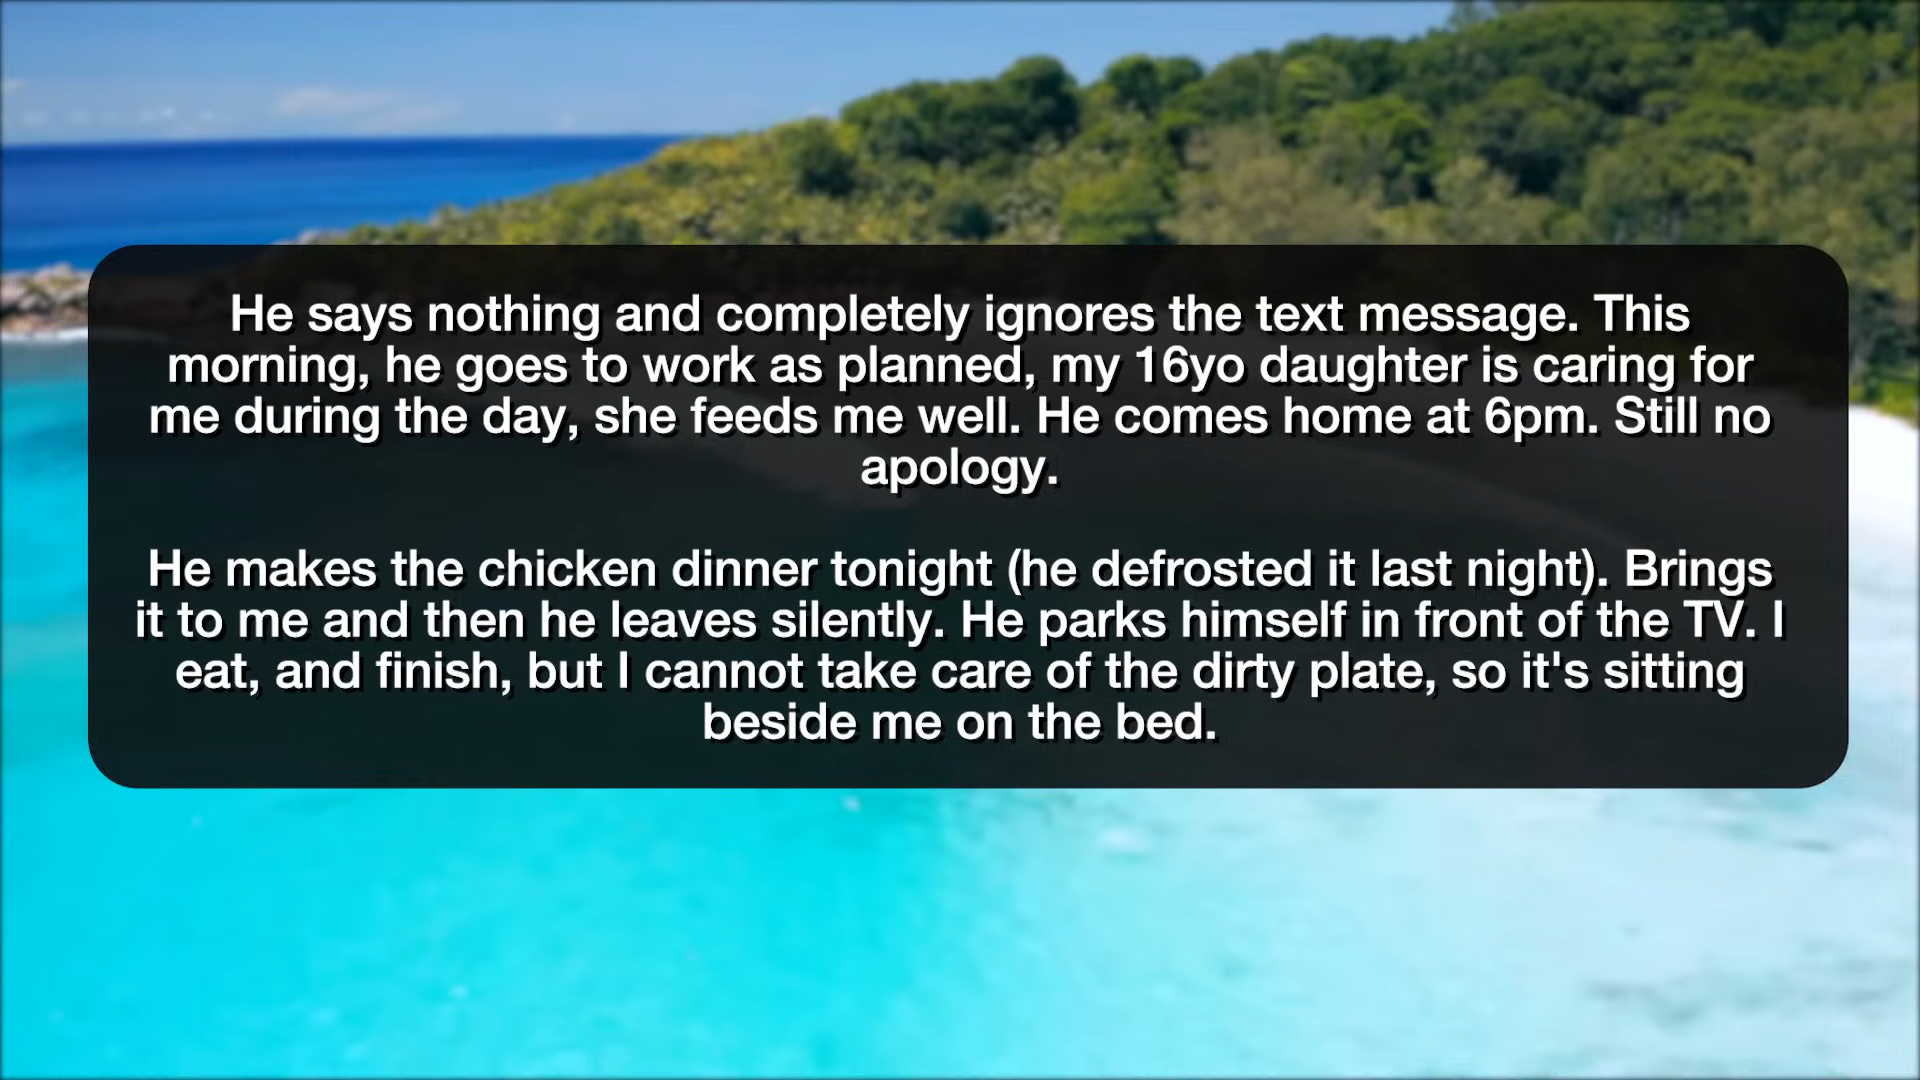 He says nothing and completely ignores the text message. This
morning, he goes to work as planned, my 16yo daughter is caring for
me during the day, she feeds me well. He comes home at 6pm. Still no
apology.
He makes the chicken dinner tonight (he defrosted it last night). Brings
it to me and then he leaves silently. He parks himself in front of the TV. I
eat, and finish, but I cannot take care of the dirty plate, so it's sitting
beside me on the bed.